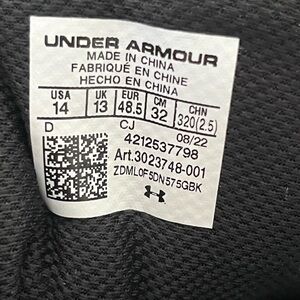 UNDER ARMOUR
MADE IN CHINA
FABRIQUÉ EN CHINE
HECHO EN CHINA
USA UK EUR CM CHN
14 13 48.5 32 320(2.5)
D CJ 08/22
4212537798
Art.3023748-001
ZDML0F5DN575GBK